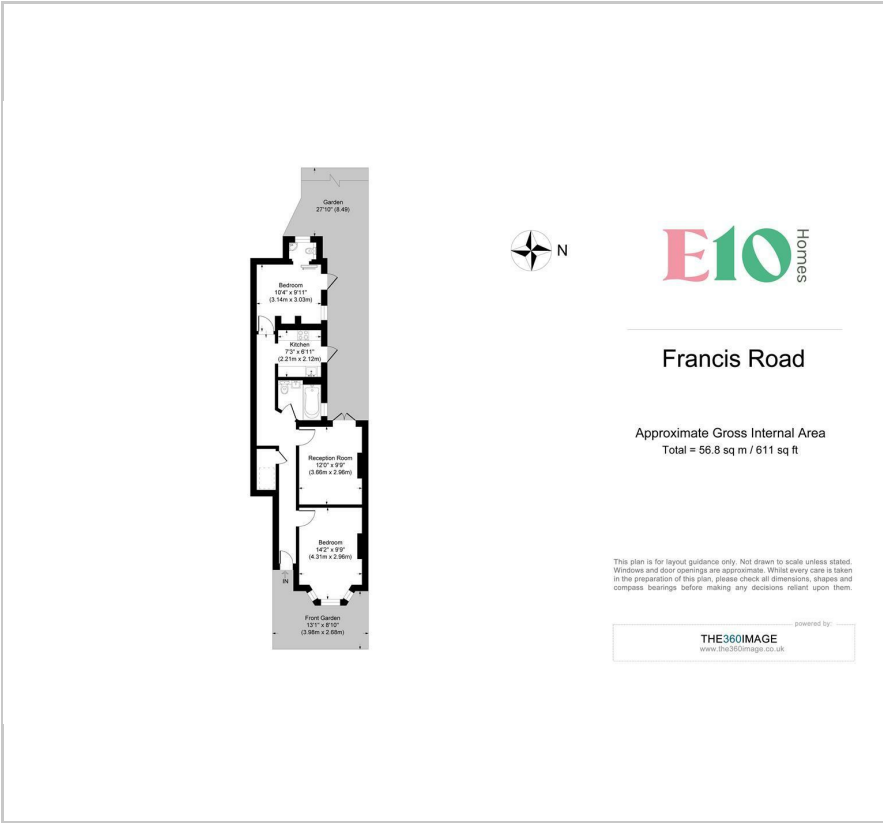 Garden
27'10" (8.49)
Bedroom
10'4" x 9'11"
(3.14m x 3.03m)
Kitchen
7'3" x 6'11"
(2.21m x 2.12m)
Reception Room
12'0" x 9'9"
(3.66m x 2.96m)
Bedroom
14'2" x 9'9"
(4.31m x 2.96m)
IN
Front Garden
13'1" x 8'10"
(3.98m x 2.68m)
N
E10 Homes
Francis Road
Approximate Gross Internal Area
Total = 56.8 sq m / 611 sq ft
This plan is for layout guidance only. Not drawn to scale unless stated.
Windows and door openings are approximate. Whilst every care is taken
in the preparation of this plan, please check all dimensions, shapes and
compass bearings before making any decisions reliant upon them.
powered by:
THE360IMAGE
www.the360image.co.uk